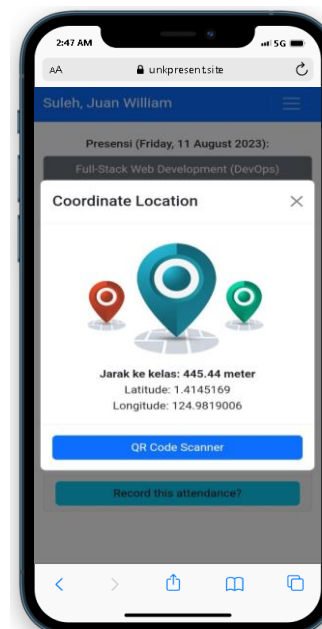 2:47 AM
5G
AA
unkpresent.site
Suleh, Juan William
Presensi (Friday, 11 August 2023):
Full-Stack Web Development (DevOps)
Coordinate Location
Jarak ke kelas: 445.44 meter
Latitude: 1.4145169
Longitude: 124.9819006
QR Code Scanner
Record this attendance?